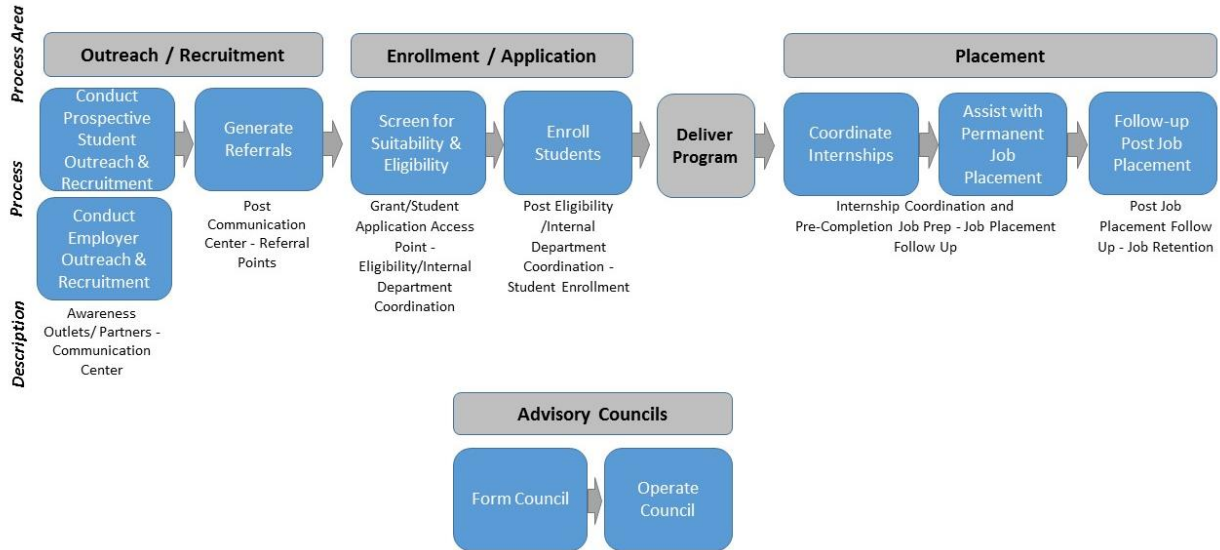 Process Area
Outreach / Recruitment
Enrollment / Application
Placement
Process
Conduct
Prospective
Student
Outreach &
Recruitment
Generate
Referrals
Screen for
Suitability &
Eligibility
Enroll
Students
Deliver
Program
Coordinate
Internships
Assist with
Permanent
Job
Placement
Follow-up
Post Job
Placement
Conduct
Employer
Outreach &
Recruitment
Post
Communication
Center - Referral
Points
Grant/Student
Application Access
Point -
Eligibility/Internal
Department
Coordination
Post Eligibility
/Internal
Department
Coordination -
Student Enrollment
Internship Coordination and
Pre-Completion Job Prep - Job Placement
Follow Up
Post Job
Placement Follow
Up - Job Retention
Description
Awareness
Outlets/ Partners -
Communication
Center
Advisory Councils
Form Council
Operate
Council